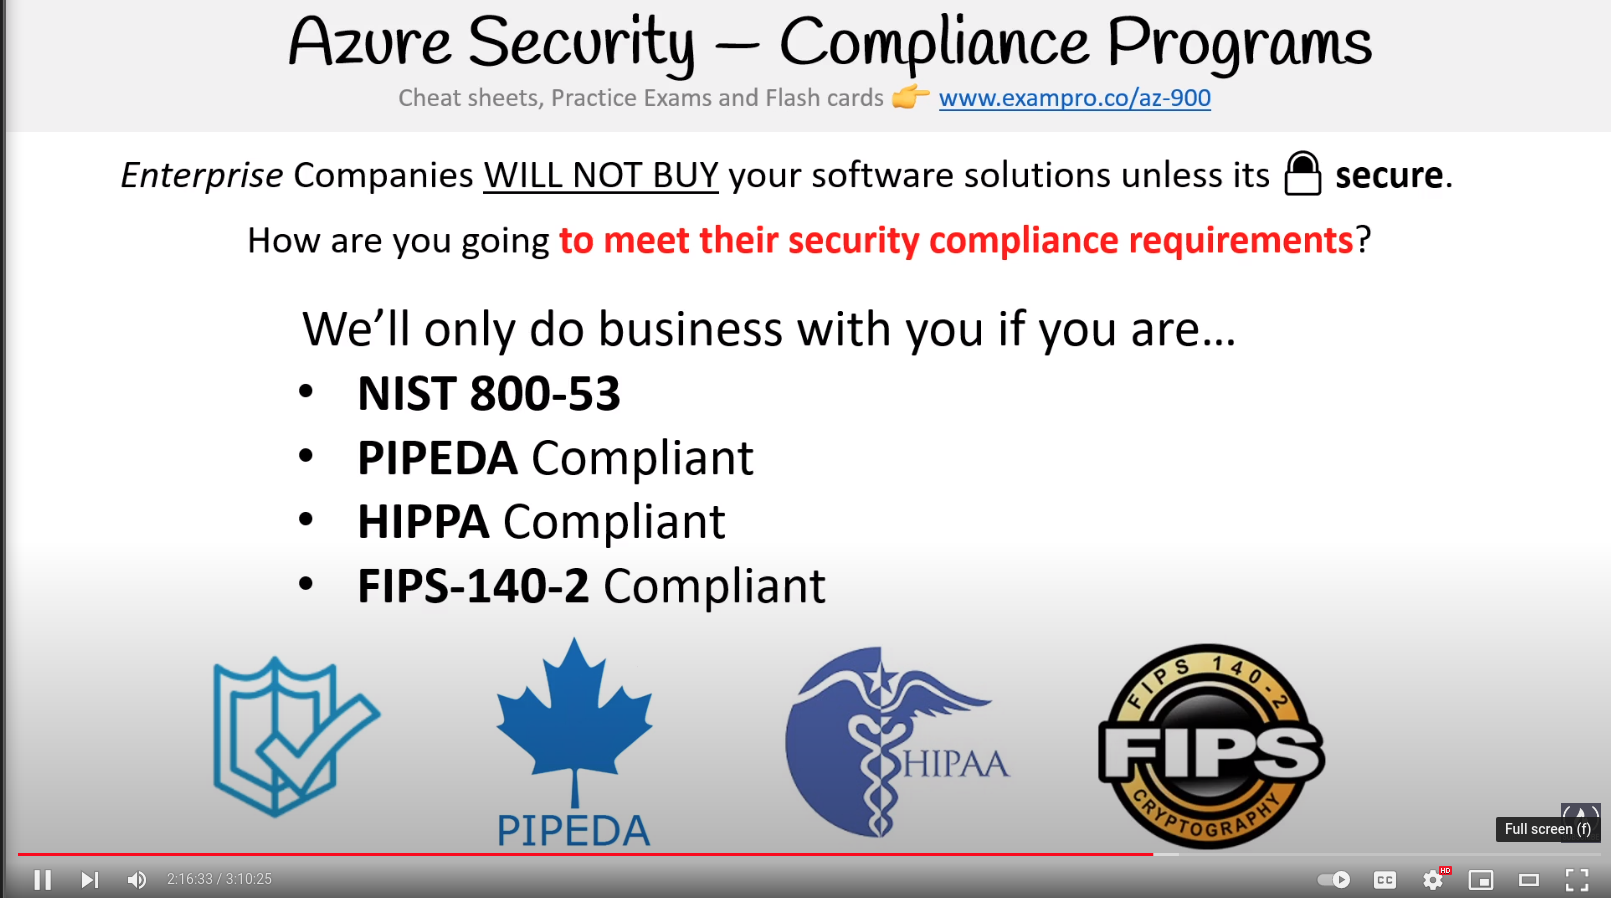 Azure Security – Compliance Programs
Cheat sheets, Practice Exams and Flash cards 👉 www.exampro.co/az-900
Enterprise Companies WILL NOT BUY your software solutions unless its secure.
How are you going to meet their security compliance requirements?
We’ll only do business with you if you are…
• NIST 800-53
• PIPEDA Compliant
• HIPPA Compliant
• FIPS-140-2 Compliant
PIPEDA
HIPAA
FIPS 140-2
FIPS
CRYPTOGRAPHY
Full screen (f)
2:16:33 / 3:10:25
CC
HD